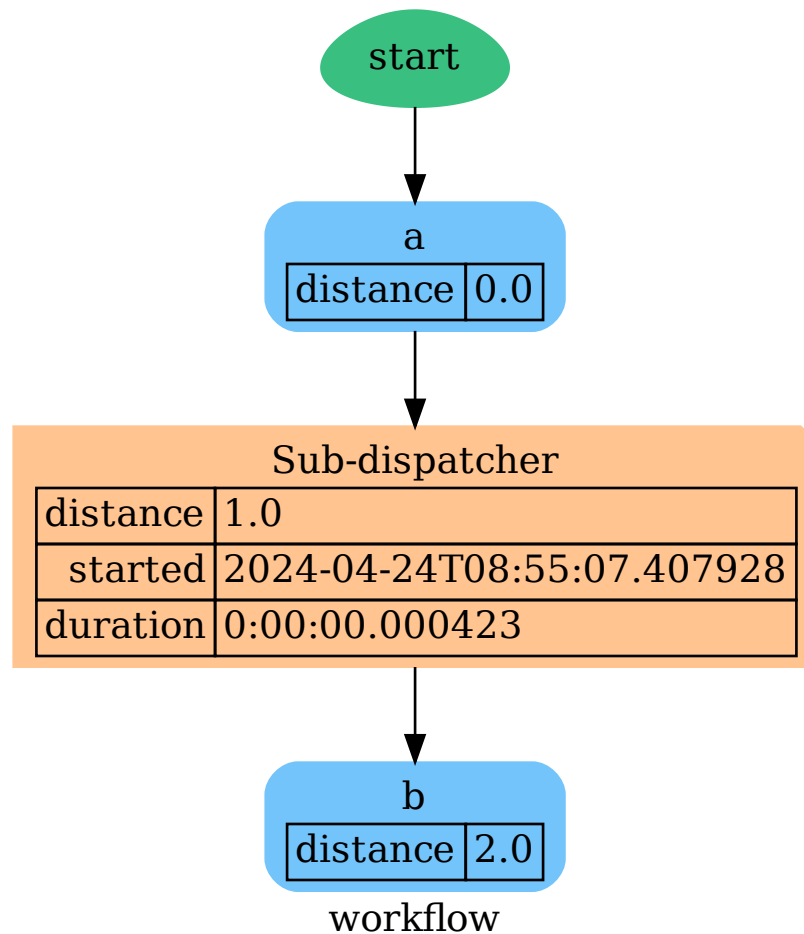 start
a
distance 0.0
Sub-dispatcher
distance 1.0
started 2024-04-24T08:55:07.407928
duration 0:00:00.000423
b
distance 2.0
workflow